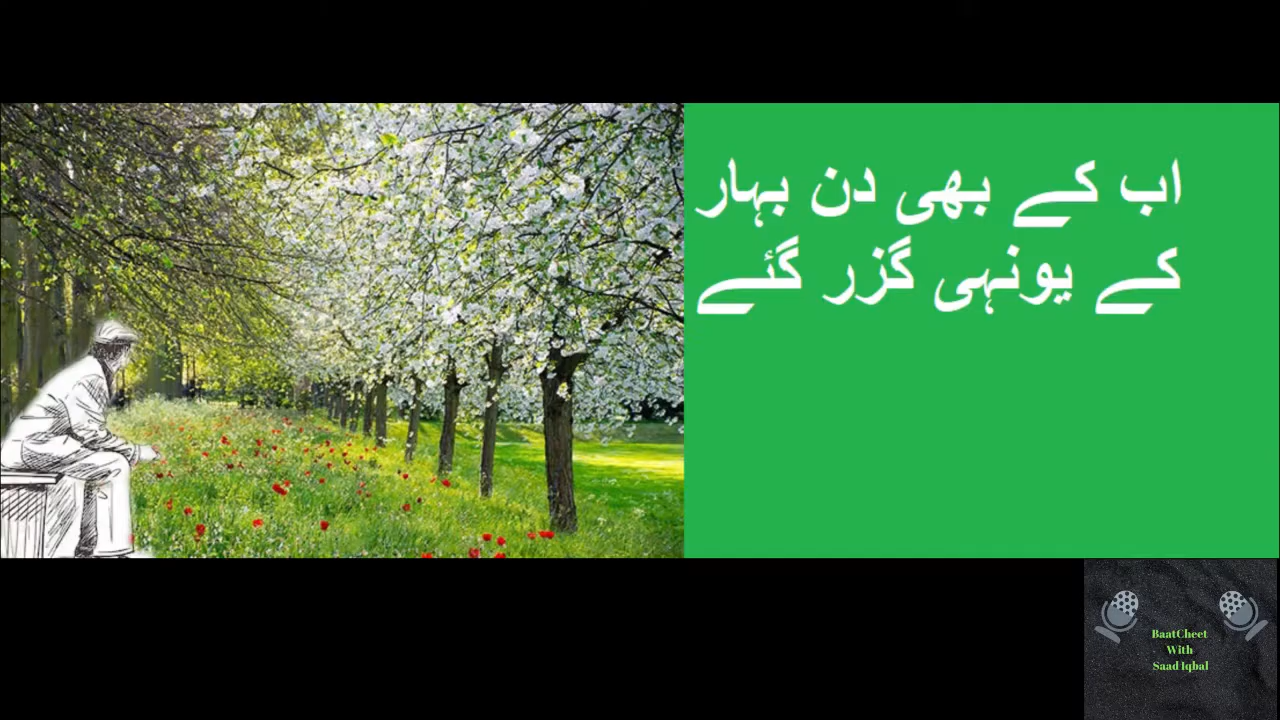 اب کے بھی دن بہار
کے یونہی گزر گئے
BaatCheet
With
Saad Iqbal